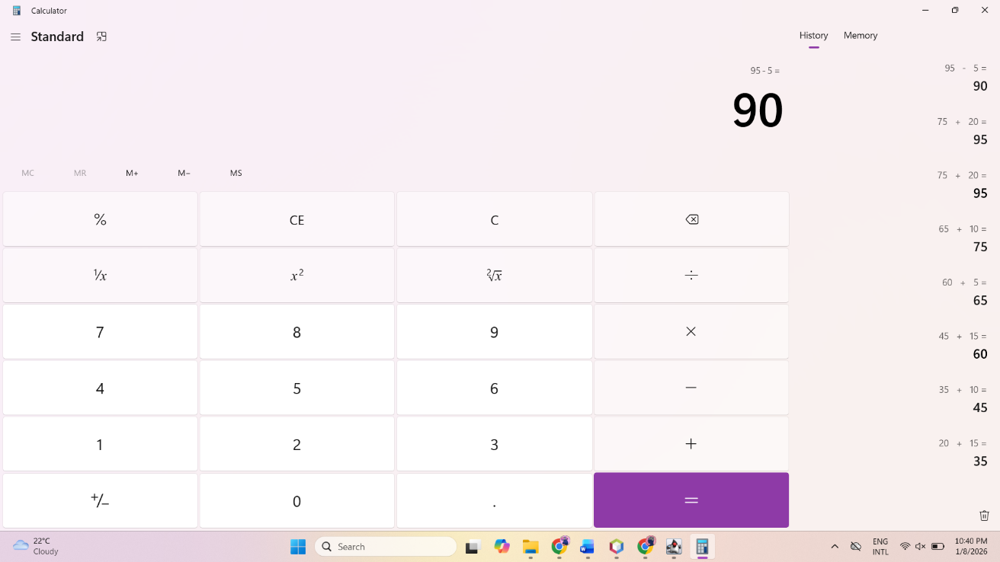 Calculator
Standard
History Memory
95 - 5 =
90
MC MR M+ M− MS
% CE C
⅟x x² ²√x ÷
7 8 9 ×
4 5 6 −
1 2 3 +
+/− 0 . =
95 - 5 =
90
75 + 20 =
95
75 + 20 =
95
65 + 10 =
75
60 + 5 =
65
45 + 15 =
60
35 + 10 =
45
20 + 15 =
35
22°C
Cloudy
Search
ENG
INTL
10:40 PM
1/8/2026